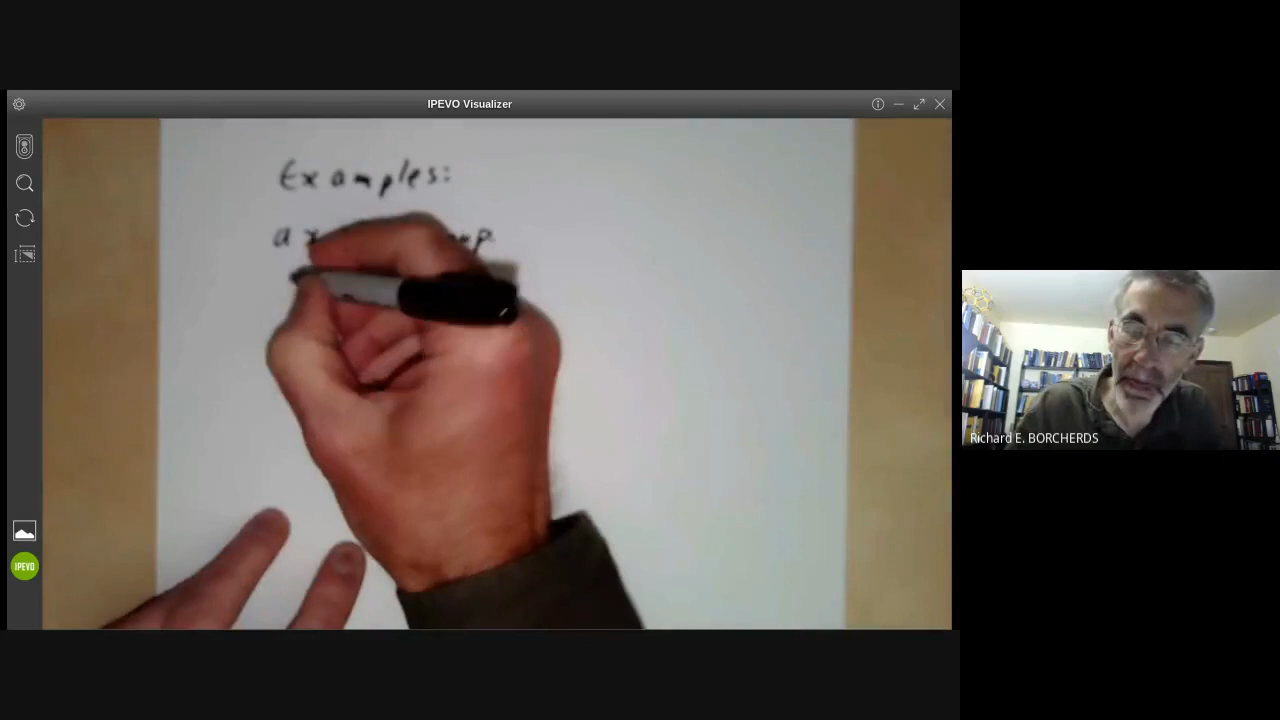 IPEVO Visualizer
Examples:
a
IPEVO
Richard E. BORCHERDS